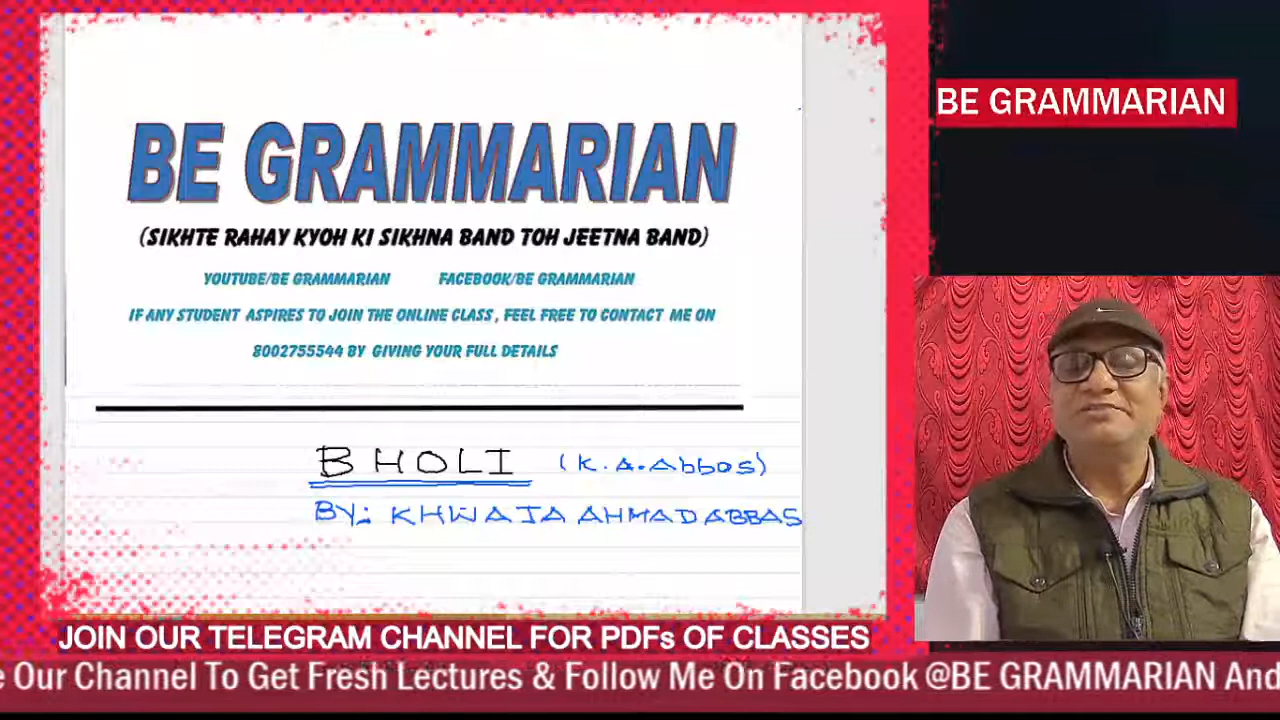 BE GRAMMARIAN
(SIKHTE RAHAY KYOH KI SIKHNA BAND TOH JEETNA BAND)
YOUTUBE/BE GRAMMARIAN FACEBOOK/BE GRAMMARIAN
IF ANY STUDENT ASPIRES TO JOIN THE ONLINE CLASS, FEEL FREE TO CONTACT ME ON
8002755544 BY GIVING YOUR FULL DETAILS
BHOLI (K. A. Abbas)
BY: KHWAJA AHMAD ABBAS
BE GRAMMARIAN
JOIN OUR TELEGRAM CHANNEL FOR PDFs OF CLASSES
e Our Channel To Get Fresh Lectures & Follow Me On Facebook @BE GRAMMARIAN And